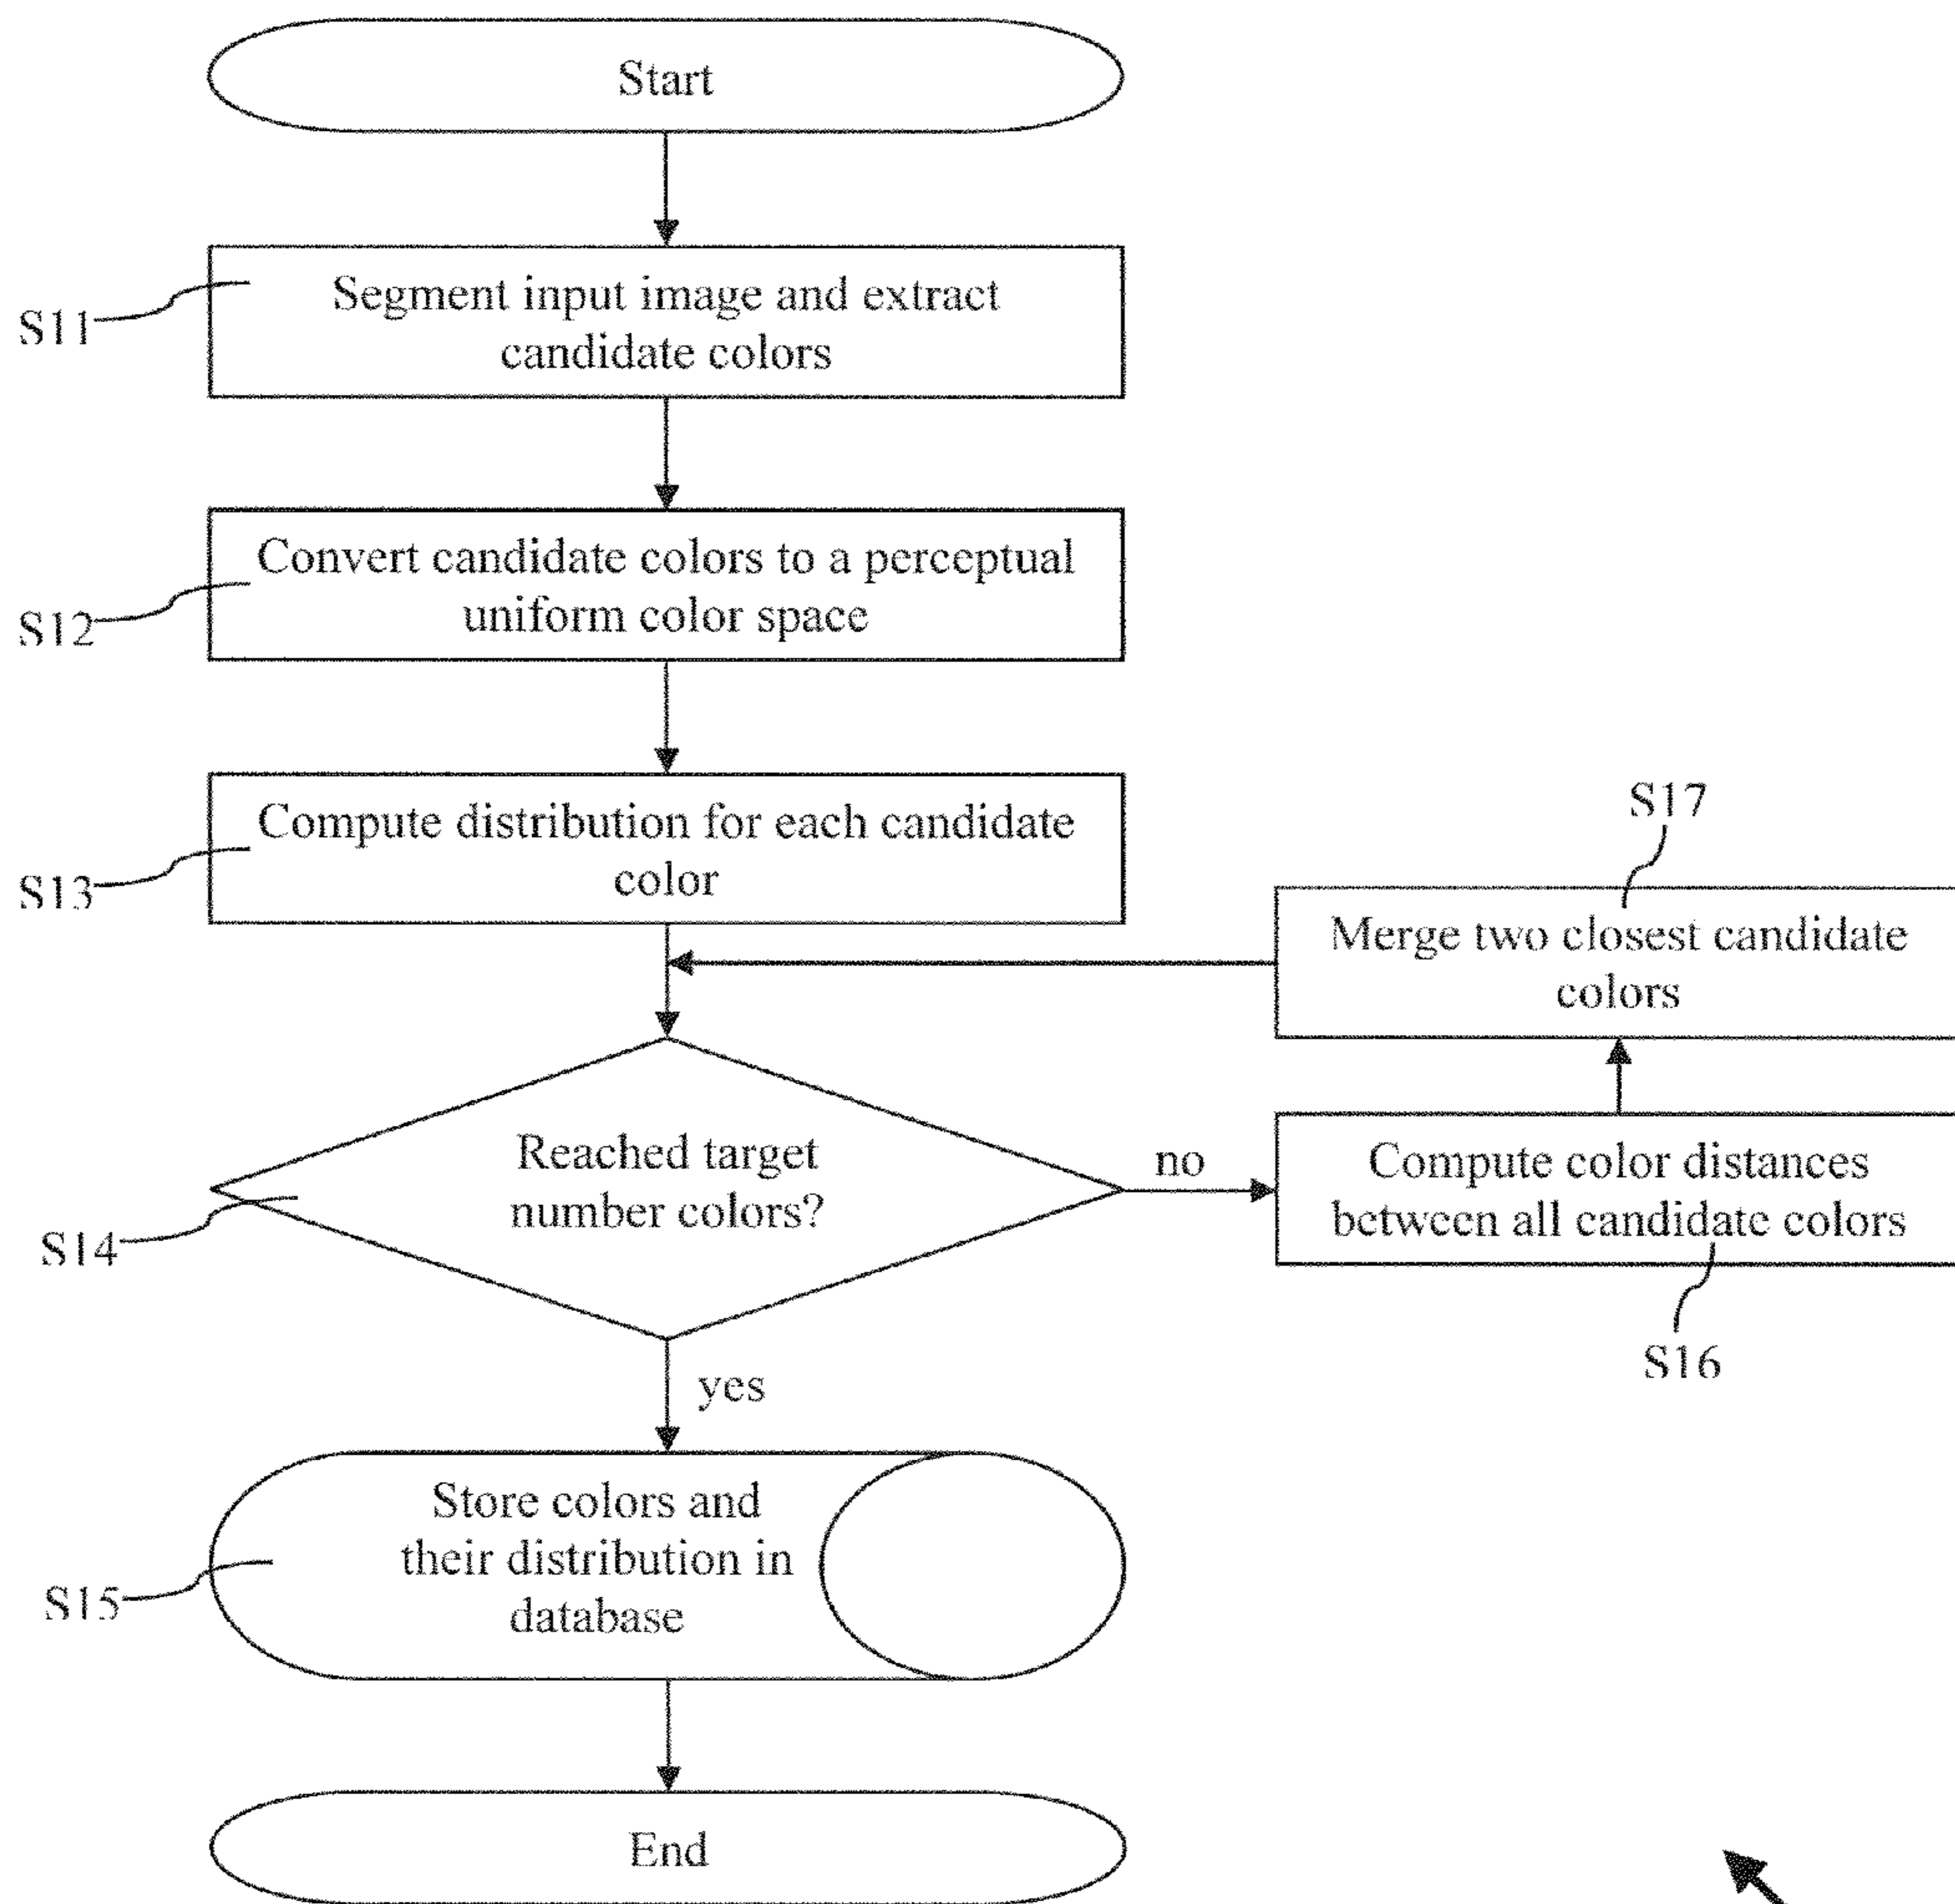 Start
S11
Segment input image and extract
candidate colors
S12
Convert candidate colors to a perceptual
uniform color space
S13
Compute distribution for each candidate
color
S17
Merge two closest candidate
colors
S14
Reached target
number colors?
no
Compute color distances
between all candidate colors
S16
yes
S15
Store colors and
their distribution in
database
End